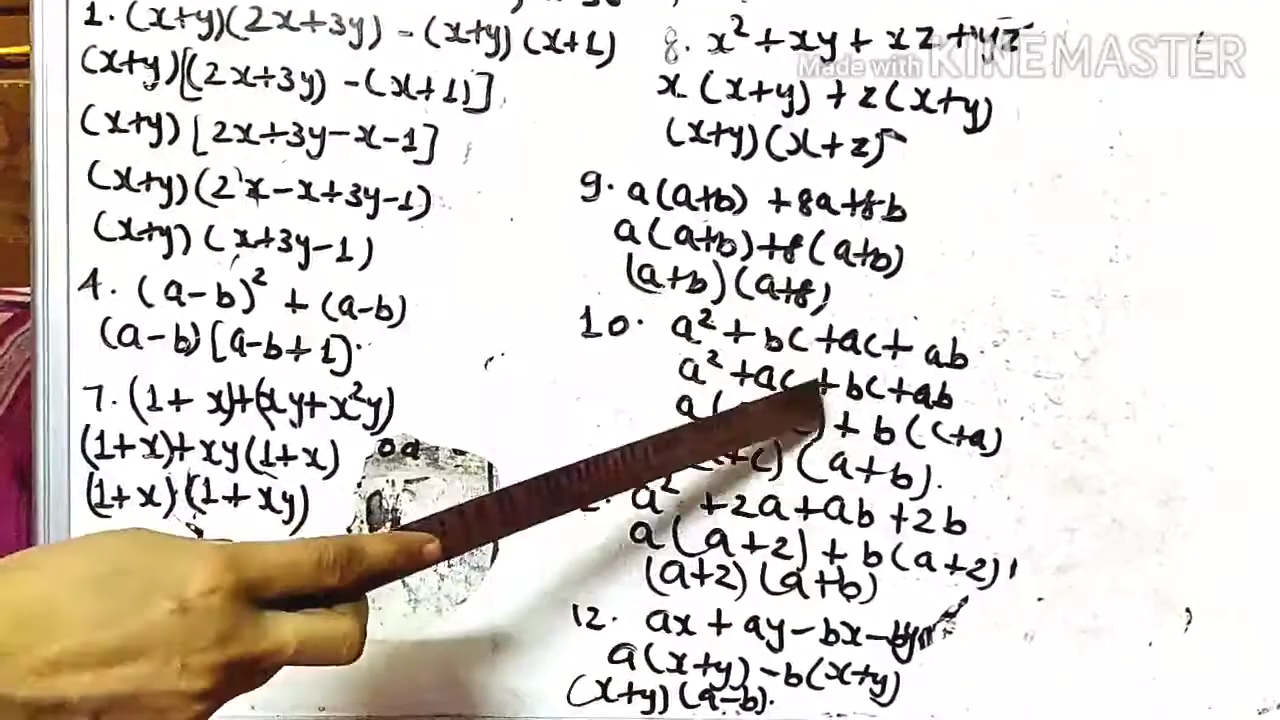 1. (x+y)(2x+3y) - (x+y)(x+1)
(x+y)[(2x+3y) - (x+1)]
(x+y) [2x+3y-x-1]
(x+y)(2x-x+3y-1)
(x+y)(x+3y-1)
4. (a-b)² + (a-b)
(a-b)[a-b+1]
7. (1+x)+(xy+x²y)
(1+x)+xy(1+x)
(1+x)(1+xy)
8. x²+xy+xz+yz
Made with KINEMASTER
x(x+y)+z(x+y)
(x+y)(x+z)
9. a(a+b) +8a+8b
a(a+b)+8(a+b)
(a+b)(a+8)
10. a²+bc+ac+ab
a²+ac+bc+ab
a( ) + b(c+a)
+c)(a+b).
a²+2a+ab+2b
a(a+2)+b(a+2)
(a+2)(a+b)
12. ax+ay-bx-by
a(x+y)-b(x+y)
(x+y)(a-b).